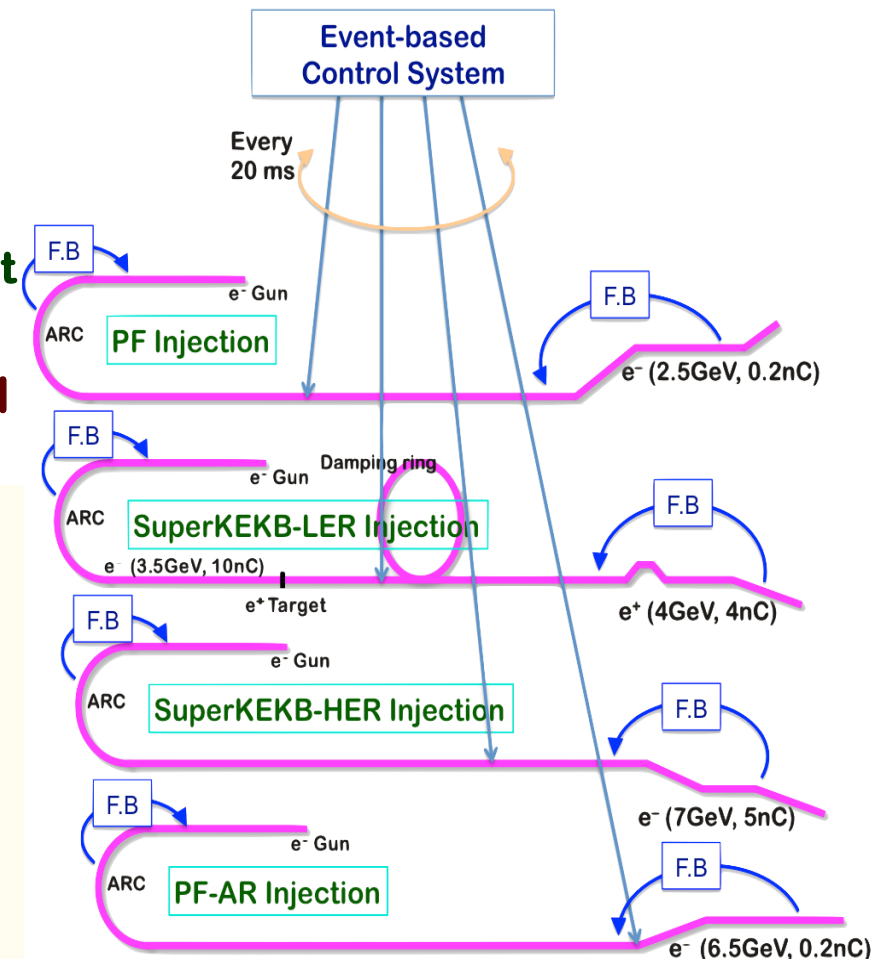 Event-based
Control System
Every
20 ms
F.B
t
e⁻ Gun
F.B
ARC
PF Injection
e⁻ (2.5GeV, 0.2nC)
l
F.B
Damping ring
e⁻ Gun
F.B
ARC
SuperKEKB-LER Injection
e⁻ (3.5GeV, 10nC)
e⁺ Target
e⁺ (4GeV, 4nC)
F.B
e⁻ Gun
ARC
SuperKEKB-HER Injection
F.B
e⁻ (7GeV, 5nC)
F.B
e⁻ Gun
F.B
ARC
PF-AR Injection
e⁻ (6.5GeV, 0.2nC)